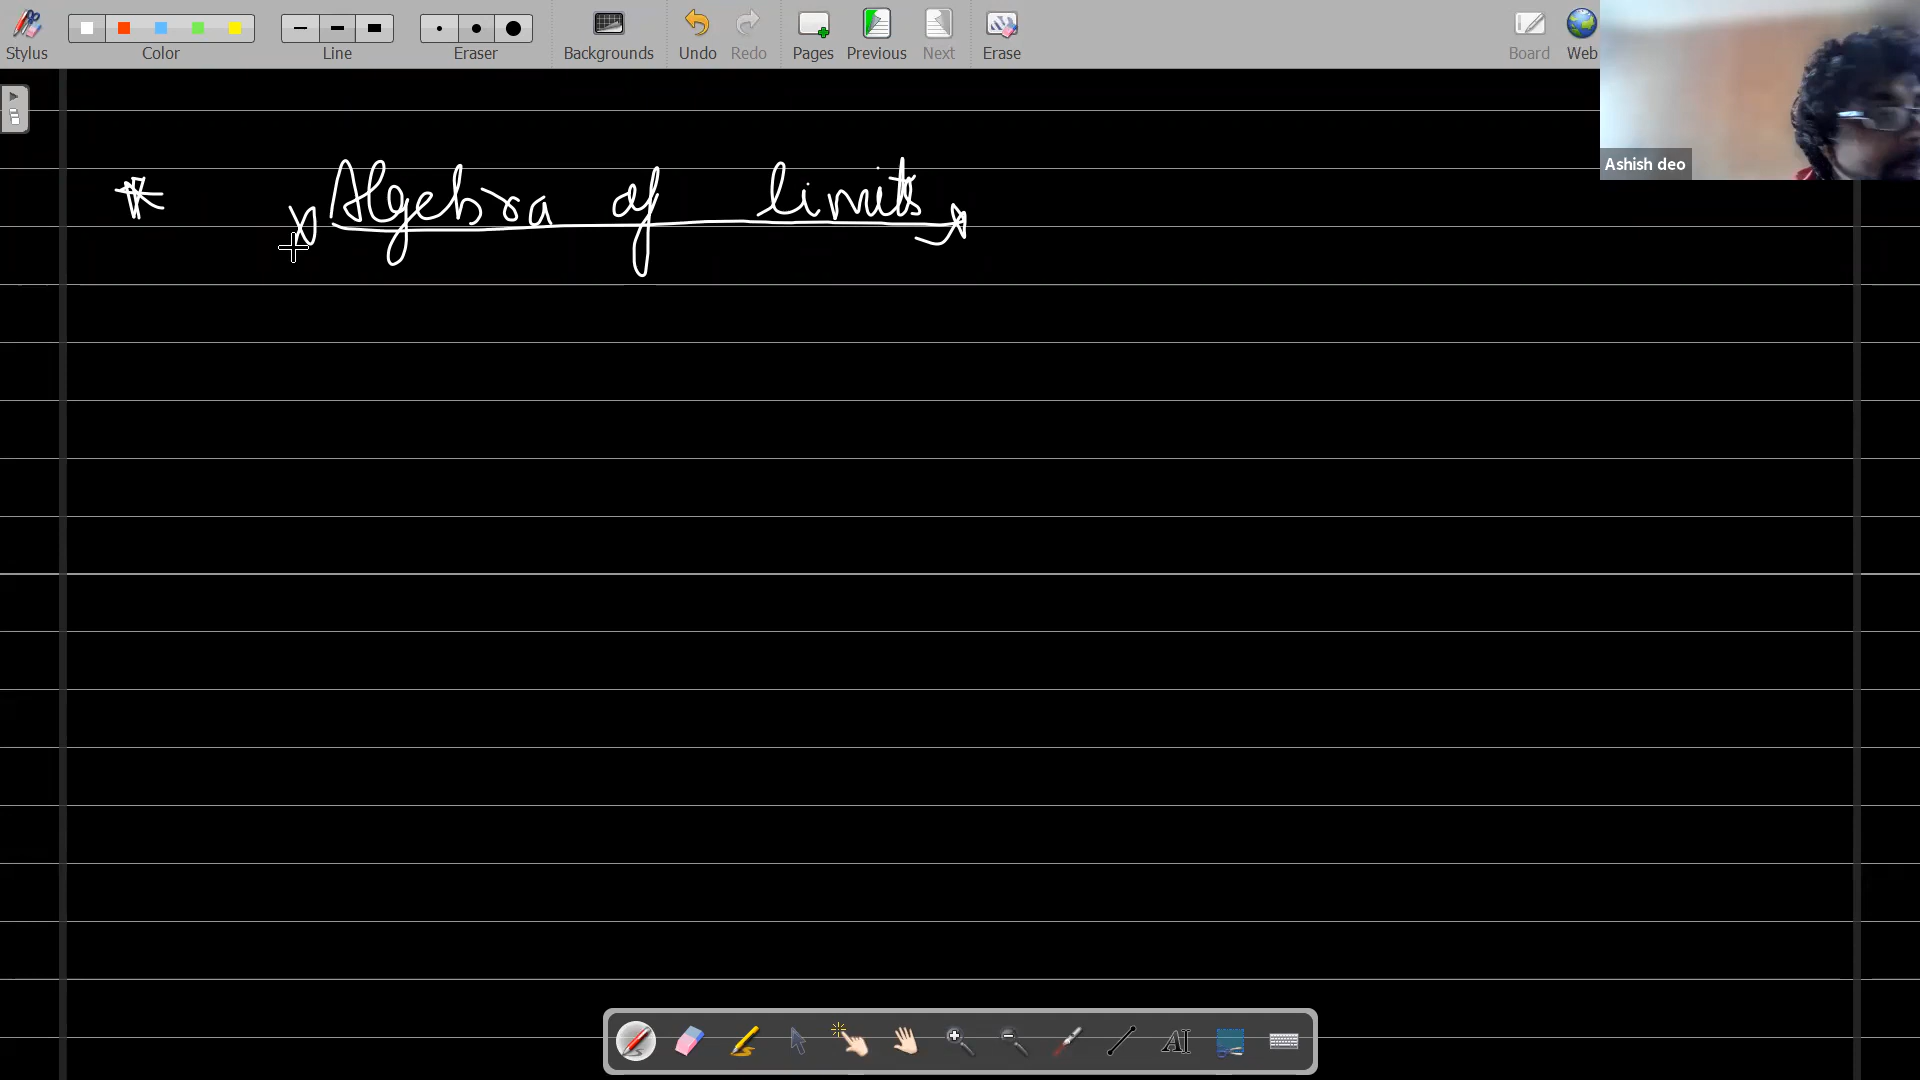 Stylus Color Line Eraser Backgrounds Undo Redo Pages Previous Next Erase Board Web
Ashish deo
* Algebra of limits